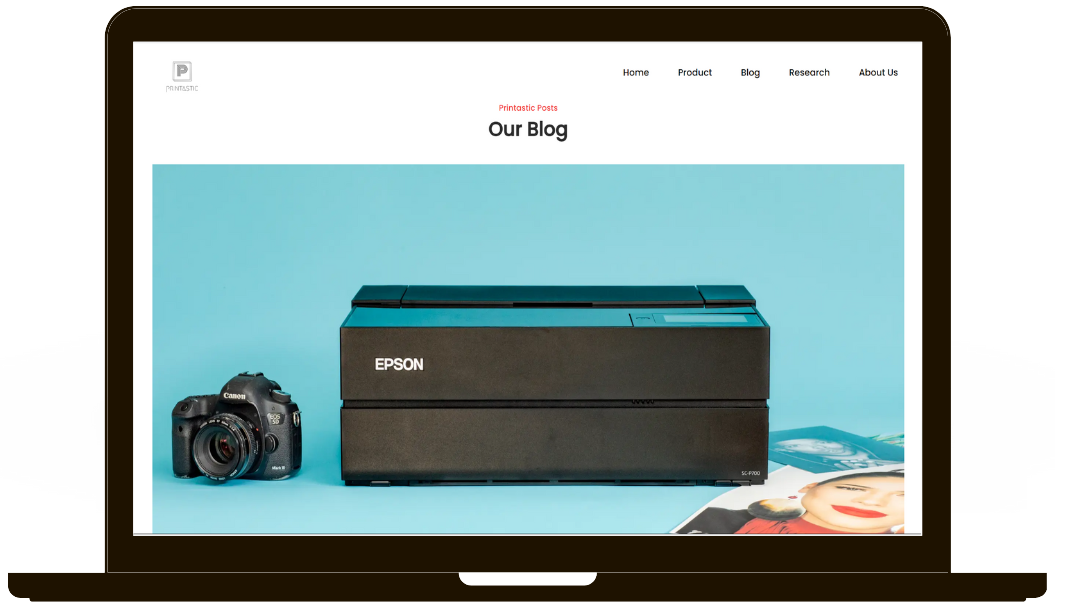 P
PRINTASTIC
Home Product Blog Research About Us
Printastic Posts
Our Blog
EPSON
Canon
EOS
5D
Mark III
SC-P700